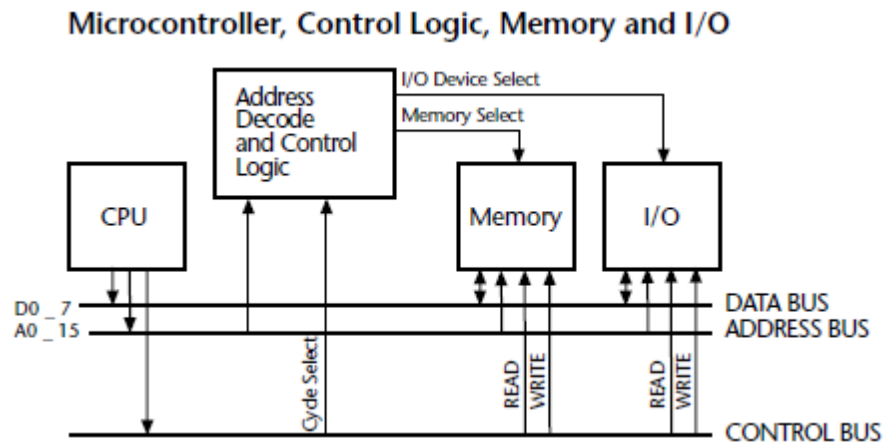 Microcontroller, Control Logic, Memory and I/O
I/O Device Select
Address
Decode
and Control
Logic
Memory Select
CPU
Memory
I/O
D0 _ 7
DATA BUS
A0 _ 15
ADDRESS BUS
Cycle Select
READ
WRITE
READ
WRITE
CONTROL BUS